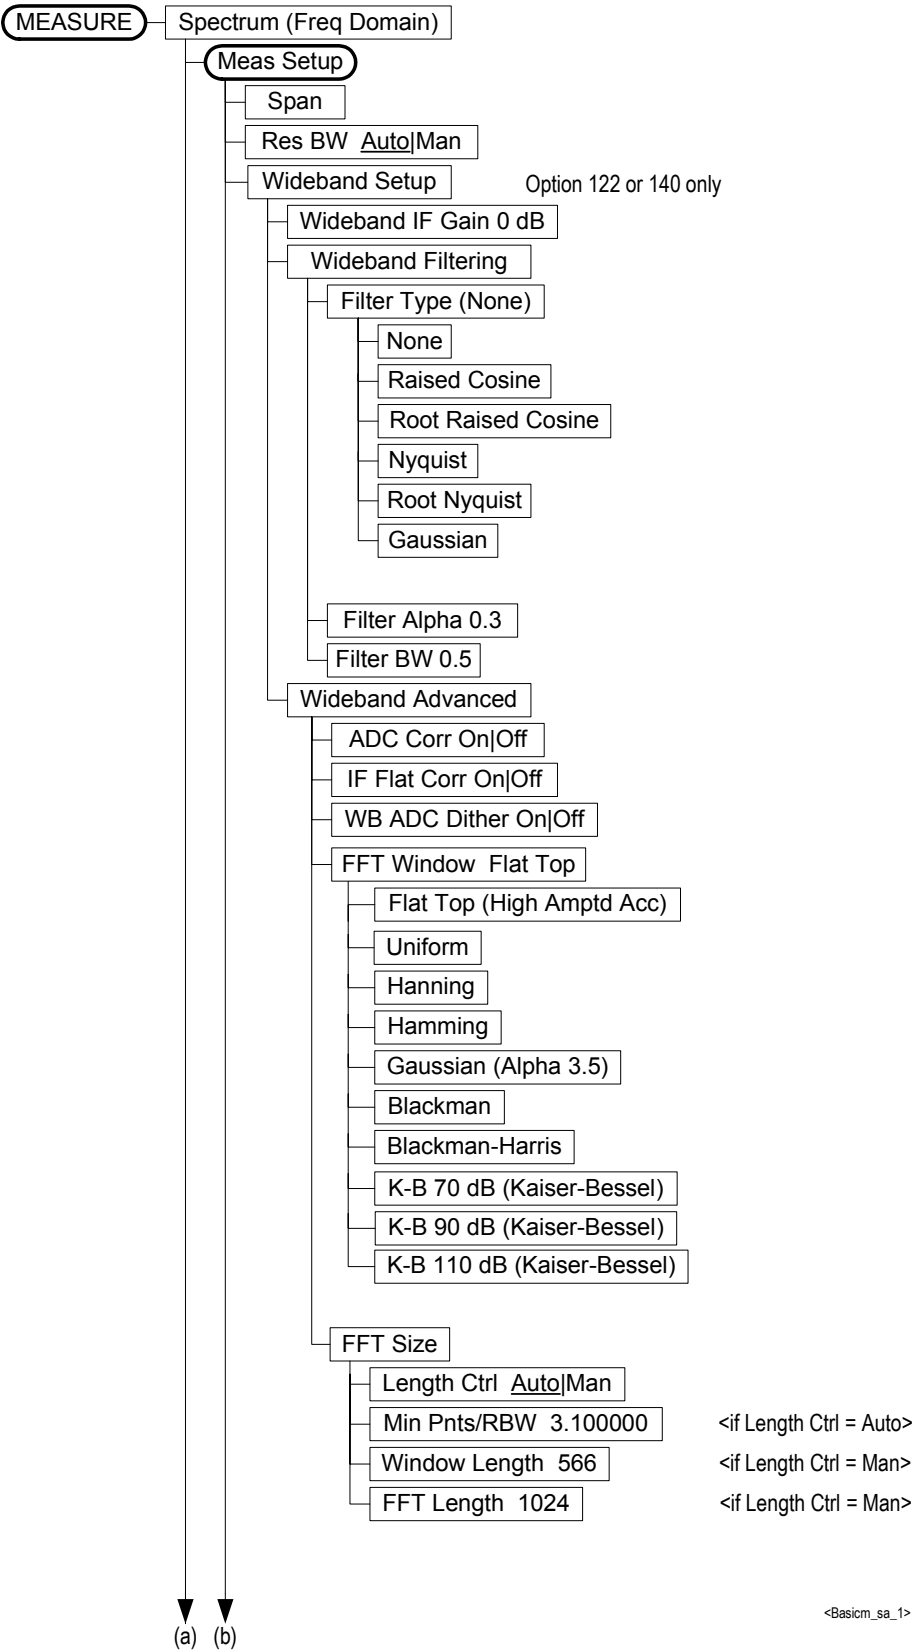 MEASURE Spectrum (Freq Domain)
Meas Setup
Span
Res BW Auto|Man
Wideband Setup Option 122 or 140 only
Wideband IF Gain 0 dB
Wideband Filtering
Filter Type (None)
None
Raised Cosine
Root Raised Cosine
Nyquist
Root Nyquist
Gaussian
Filter Alpha 0.3
Filter BW 0.5
Wideband Advanced
ADC Corr On|Off
IF Flat Corr On|Off
WB ADC Dither On|Off
FFT Window Flat Top
Flat Top (High Amptd Acc)
Uniform
Hanning
Hamming
Gaussian (Alpha 3.5)
Blackman
Blackman-Harris
K-B 70 dB (Kaiser-Bessel)
K-B 90 dB (Kaiser-Bessel)
K-B 110 dB (Kaiser-Bessel)
FFT Size
Length Ctrl Auto|Man
Min Pnts/RBW 3.100000 <if Length Ctrl = Auto>
Window Length 566 <if Length Ctrl = Man>
FFT Length 1024 <if Length Ctrl = Man>
<Basicm_sa_1>
(a) (b)